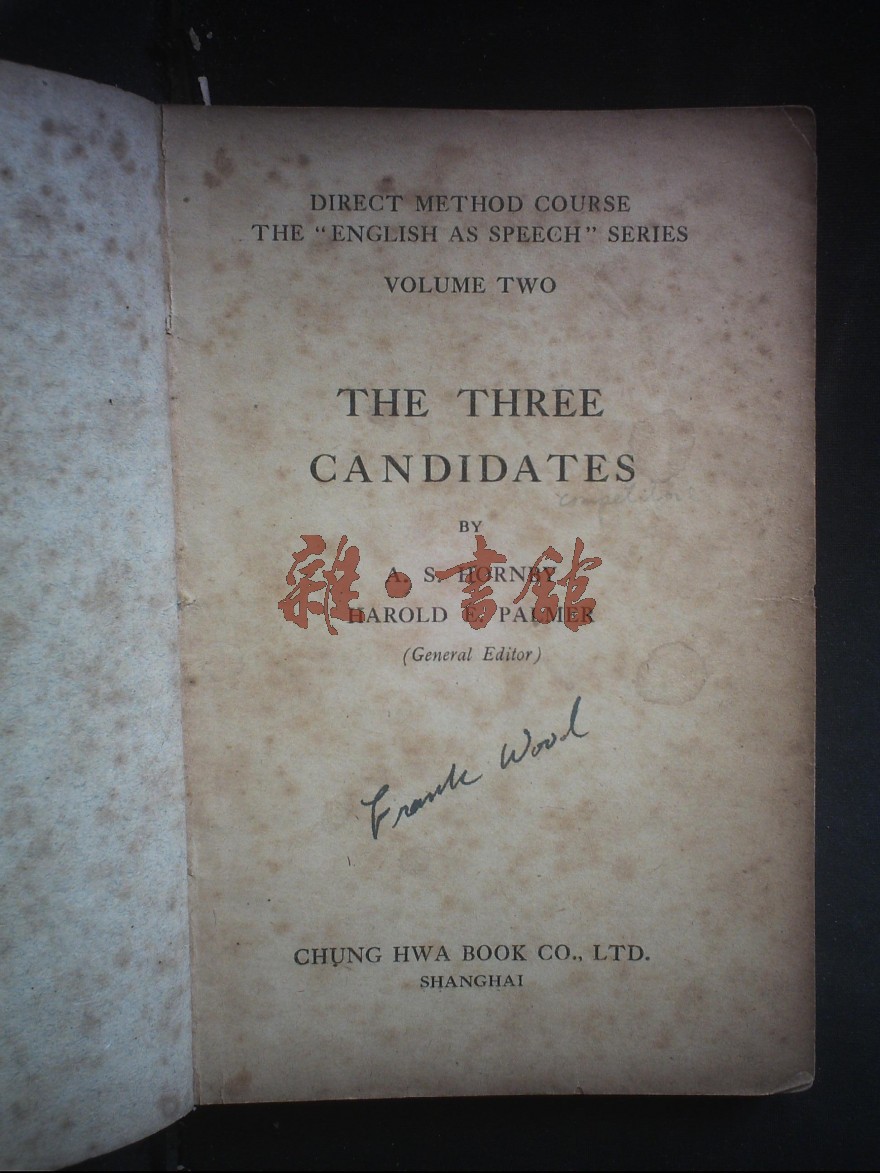 DIRECT METHOD COURSE
THE "ENGLISH AS SPEECH" SERIES
VOLUME TWO
THE THREE
CANDIDATES
competitors
BY
A. S. HORNBY
HAROLD E. PALMER
雜·書館
(General Editor)
Frank Wood
CHUNG HWA BOOK CO., LTD.
SHANGHAI